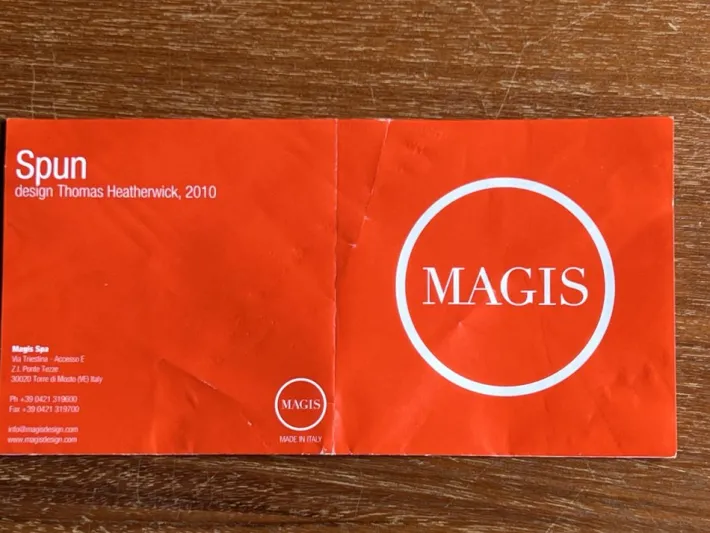 Spun
design Thomas Heatherwick, 2010
Magis Spa
Via Triestina - Accesso E
Z.I. Ponte Tezze
30020 Torre di Mosto (VE) Italy
Ph +39 0421 319600
Fax +39 0421 319700
info@magisdesign.com
www.magisdesign.com
MAGIS
MADE IN ITALY
MAGIS